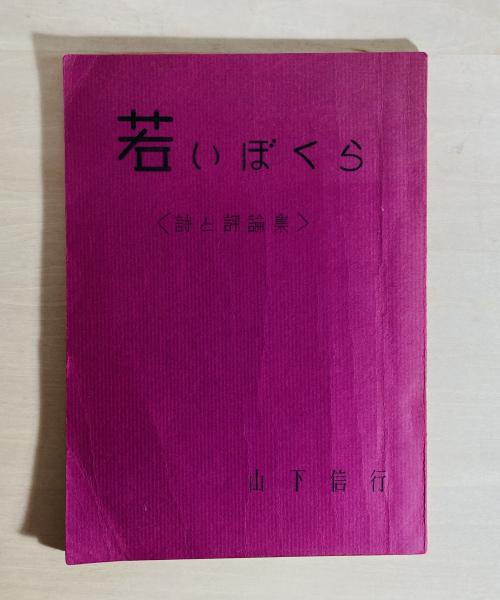 若いぼくら
〈詩と評論集〉
山下信行